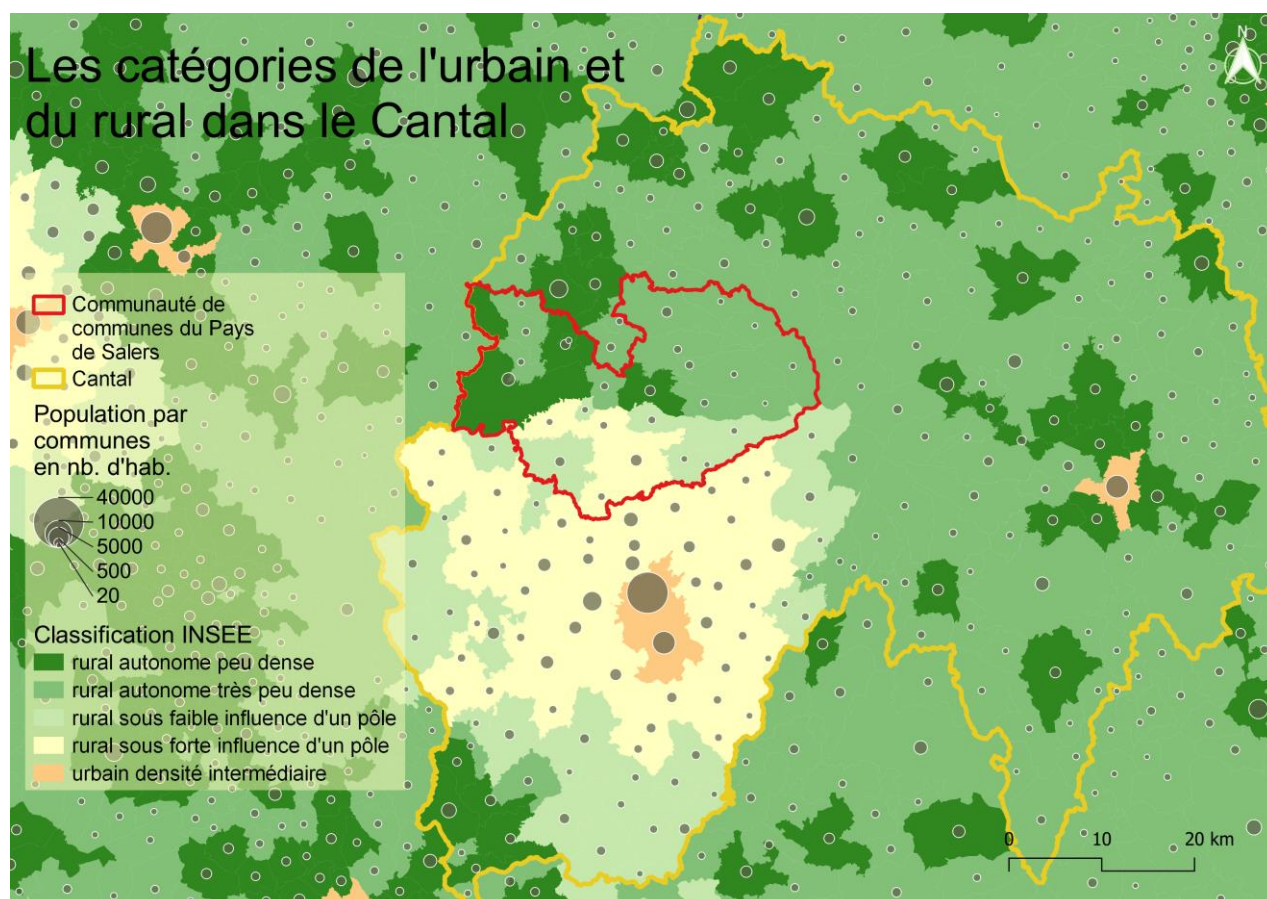 Les catégories de l'urbain et
du rural dans le Cantal
N
Communauté de
communes du Pays
de Salers
Cantal
Population par
communes
en nb. d'hab.
40000
10000
5000
500
20
Classification INSEE
rural autonome peu dense
rural autonome très peu dense
rural sous faible influence d'un pôle
rural sous forte influence d'un pôle
urbain densité intermédiaire
0 10 20 km